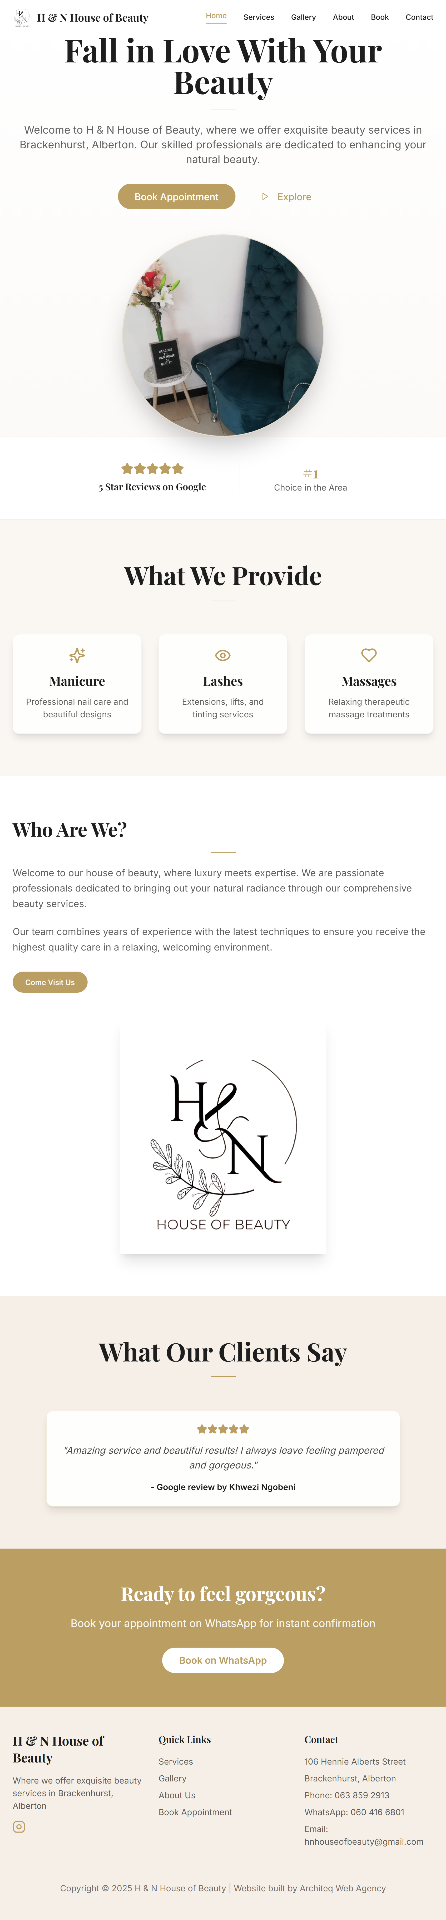 H & N House of Beauty
Home
Services
Gallery
About
Book
Contact
Fall in Love With Your
Beauty
Welcome to H & N House of Beauty, where we offer exquisite beauty services in
Brackenhurst, Alberton. Our skilled professionals are dedicated to enhancing your
natural beauty.
Book Appointment
Explore
5 Star Reviews on Google
#1
Choice in the Area
What We Provide
Manicure
Professional nail care and
beautiful designs
Lashes
Extensions, lifts, and
tinting services
Massages
Relaxing therapeutic
massage treatments
Who Are We?
Welcome to our house of beauty, where luxury meets expertise. We are passionate
professionals dedicated to bringing out your natural radiance through our comprehensive
beauty services.
Our team combines years of experience with the latest techniques to ensure you receive the
highest quality care in a relaxing, welcoming environment.
Come Visit Us
H & N
HOUSE OF BEAUTY
What Our Clients Say
"Amazing service and beautiful results! I always leave feeling pampered
and gorgeous."
- Google review by Khwezi Ngobeni
Ready to feel gorgeous?
Book your appointment on WhatsApp for instant confirmation
Book on WhatsApp
H & N House of
Beauty
Where we offer exquisite beauty
services in Brackenhurst,
Alberton
Quick Links
Services
Gallery
About Us
Book Appointment
Contact
106 Hennie Alberts Street
Brackenhurst, Alberton
Phone: 063 859 2913
WhatsApp: 060 416 6801
Email:
hnhouseofbeauty@gmail.com
Copyright © 2025 H & N House of Beauty | Website built by Architeq Web Agency